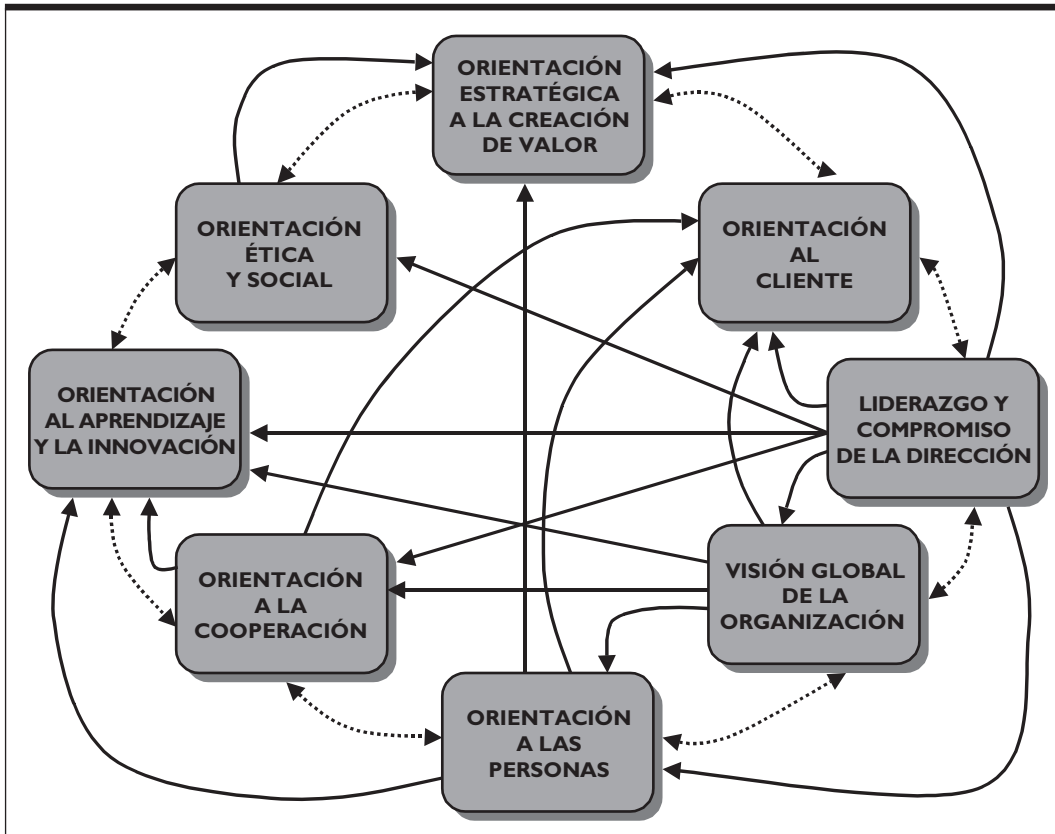 ORIENTACIÓN
ESTRATÉGICA
A LA CREACIÓN
DE VALOR
ORIENTACIÓN
ÉTICA
Y SOCIAL
ORIENTACIÓN
AL
CLIENTE
ORIENTACIÓN
AL APRENDIZAJE
Y LA INNOVACIÓN
LIDERAZGO Y
COMPROMISO
DE LA DIRECCIÓN
ORIENTACIÓN
A LA
COOPERACIÓN
VISIÓN GLOBAL
DE LA
ORGANIZACIÓN
ORIENTACIÓN
A LAS
PERSONAS